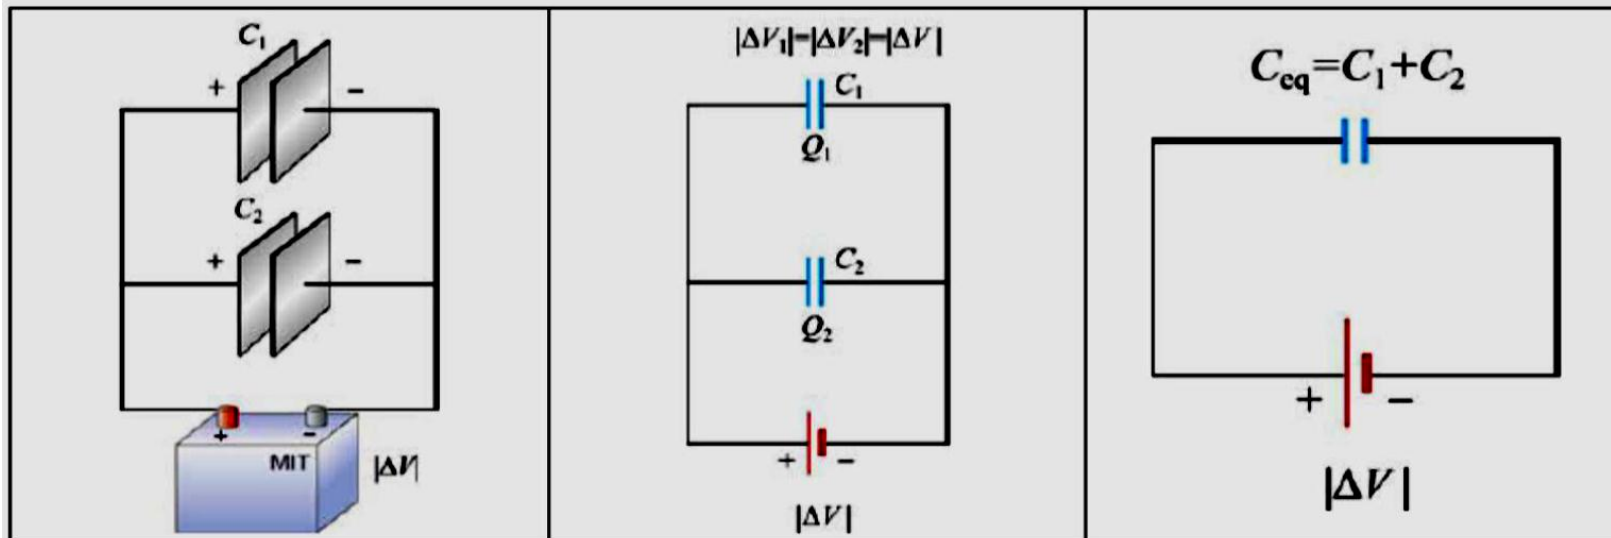 C₁
+ −
C₂
+ −
+ −
MIT
|ΔV|
|ΔV₁|=|ΔV₂|=|ΔV|
C₁
Q₁
C₂
Q₂
+ −
|ΔV|
Cₑq=C₁+C₂
+ −
|ΔV|